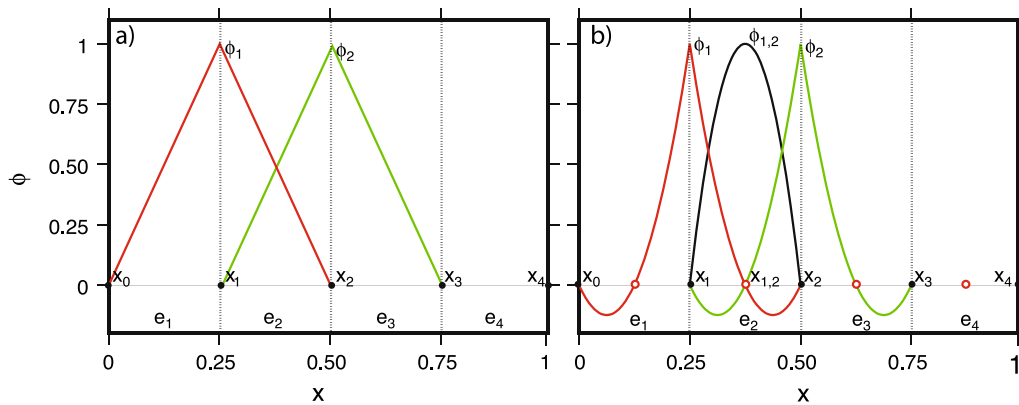 a)
b)
1
0.75
0.50
0.25
0
ϕ
ϕ₁
ϕ₂
ϕ₁
ϕ₁,₂
ϕ₂
x₀ x₁ x₂ x₃ x₄
x₀ x₁ x₁,₂ x₂ x₃ x₄
e₁ e₂ e₃ e₄
e₁ e₂ e₃ e₄
0 0.25 0.50 0.75 1
0 0.25 0.50 0.75 1
x
x